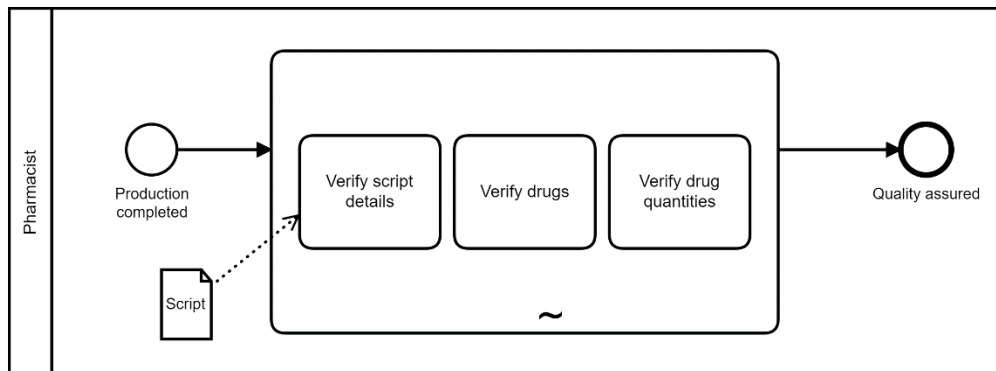 Pharmacist
Production
completed
Script
Verify script
details
Verify drugs
Verify drug
quantities
~
Quality assured